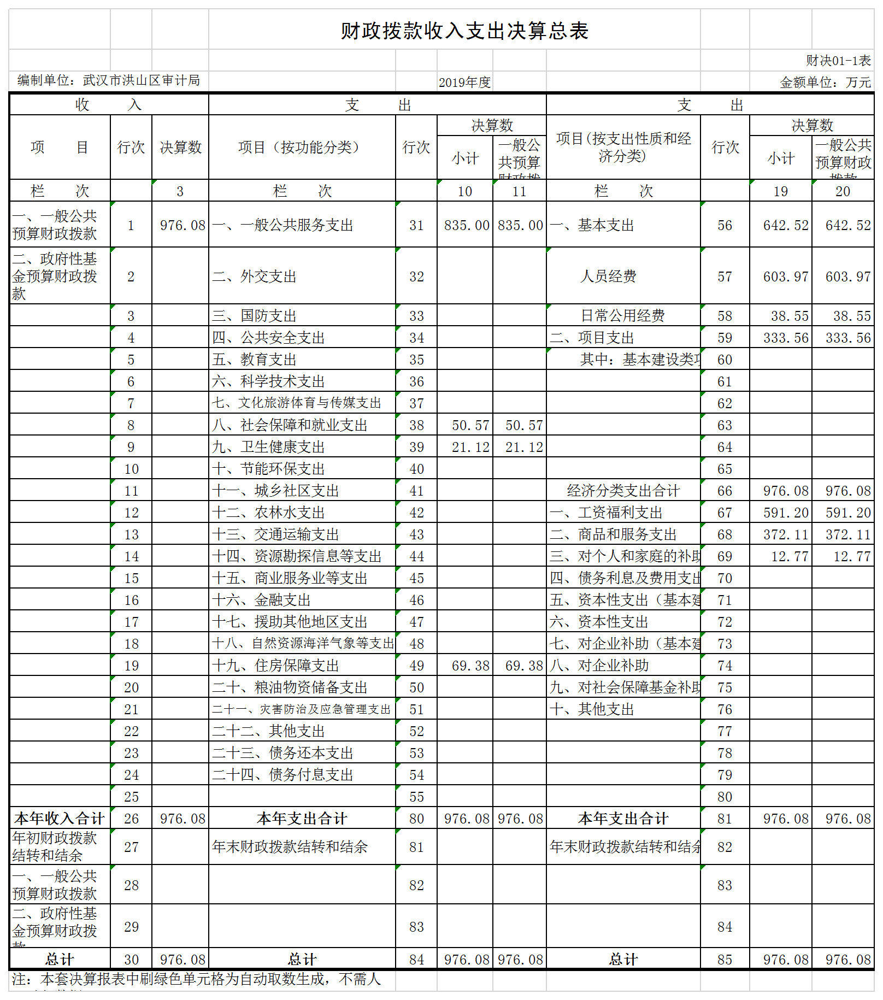 财政拨款收入支出决算总表
财决01-1表
编制单位：武汉市洪山区审计局 2019年度 金额单位：万元
收 入 支 出 支 出
项 目 行次 决算数 项目（按功能分类） 行次 决算数 项目(按支出性质和经济分类) 行次 决算数
小计 一般公共预算财政拨 小计 一般公共预算财政拨款
栏 次 3 栏 次 10 11 栏 次 19 20
一、一般公共预算财政拨款 1 976.08 一、一般公共服务支出 31 835.00 835.00 一、基本支出 56 642.52 642.52
二、政府性基金预算财政拨款 2 二、外交支出 32 人员经费 57 603.97 603.97
3 三、国防支出 33 日常公用经费 58 38.55 38.55
4 四、公共安全支出 34 二、项目支出 59 333.56 333.56
5 五、教育支出 35 其中：基本建设类项 60
6 六、科学技术支出 36 61
7 七、文化旅游体育与传媒支出 37 62
8 八、社会保障和就业支出 38 50.57 50.57 63
9 九、卫生健康支出 39 21.12 21.12 64
10 十、节能环保支出 40 65
11 十一、城乡社区支出 41 经济分类支出合计 66 976.08 976.08
12 十二、农林水支出 42 一、工资福利支出 67 591.20 591.20
13 十三、交通运输支出 43 二、商品和服务支出 68 372.11 372.11
14 十四、资源勘探信息等支出 44 三、对个人和家庭的补助 69 12.77 12.77
15 十五、商业服务业等支出 45 四、债务利息及费用支出 70
16 十六、金融支出 46 五、资本性支出（基本建 71
17 十七、援助其他地区支出 47 六、资本性支出 72
18 十八、自然资源海洋气象等支出 48 七、对企业补助（基本建 73
19 十九、住房保障支出 49 69.38 69.38 八、对企业补助 74
20 二十、粮油物资储备支出 50 九、对社会保障基金补助 75
21 二十一、灾害防治及应急管理支出 51 十、其他支出 76
22 二十二、其他支出 52 77
23 二十三、债务还本支出 53 78
24 二十四、债务付息支出 54 79
25 55 80
本年收入合计 26 976.08 本年支出合计 80 976.08 976.08 本年支出合计 81 976.08 976.08
年初财政拨款结转和结余 27 年末财政拨款结转和结余 81 年末财政拨款结转和结余 82
一、一般公共预算财政拨款 28 82 83
二、政府性基金预算财政拨款 29 83 84
总计 30 976.08 总计 84 976.08 976.08 总计 85 976.08 976.08
注：本套决算报表中刷绿色单元格为自动取数生成，不需人